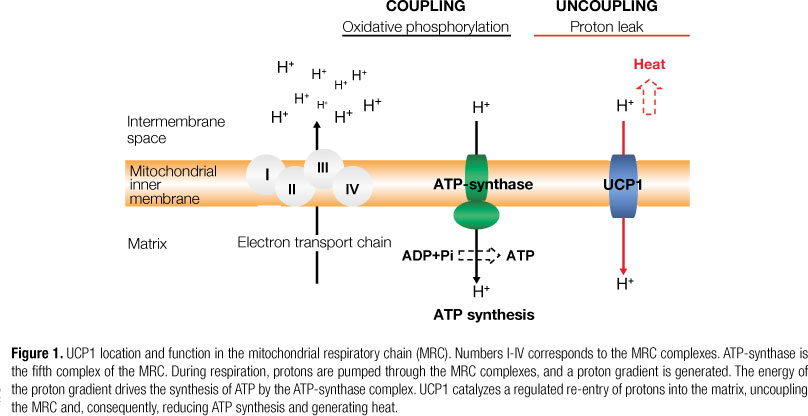 COUPLING
UNCOUPLING
Oxidative phosphorylation
Proton leak
Heat
H⁺
H⁺
H⁺
H⁺
H⁺
H⁺
H⁺
H⁺
H⁺
H⁺
H⁺
Intermembrane
space
Mitochondrial
inner
membrane
I
II
III
IV
ATP-synthase
UCP1
Matrix
Electron transport chain
ADP+Pi
ATP
H⁺
H⁺
ATP synthesis
Figure 1. UCP1 location and function in the mitochondrial respiratory chain (MRC). Numbers I-IV corresponds to the MRC complexes. ATP-synthase is
the fifth complex of the MRC. During respiration, protons are pumped through the MRC complexes, and a proton gradient is generated. The energy of
the proton gradient drives the synthesis of ATP by the ATP-synthase complex. UCP1 catalyzes a regulated re-entry of protons into the matrix, uncoupling
the MRC and, consequently, reducing ATP synthesis and generating heat.